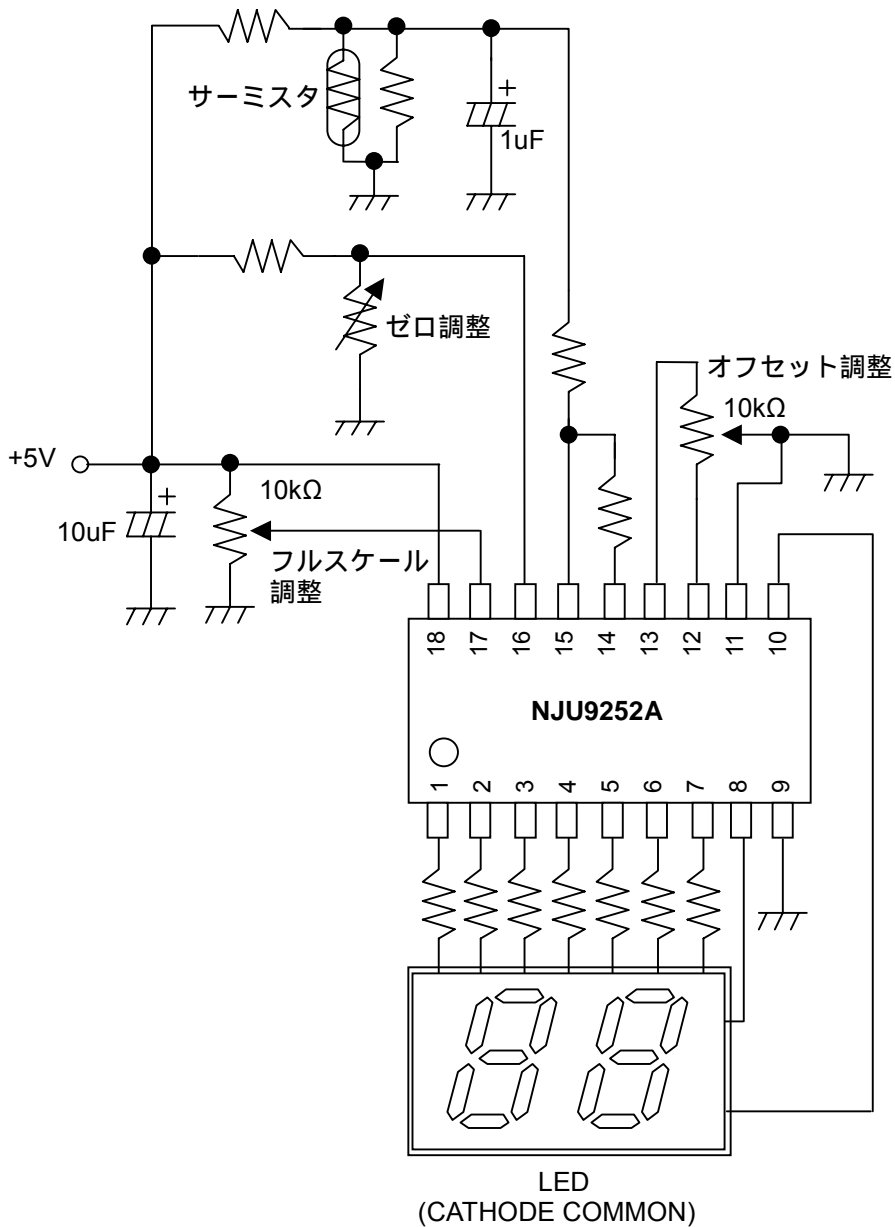 サーミスタ
+
1uF
ゼロ調整
オフセット調整
10kΩ
+5V
+
10uF
10kΩ
フルスケール
調整
18 17 16 15 14 13 12 11 10
NJU9252A
1 2 3 4 5 6 7 8 9
LED
(CATHODE COMMON)